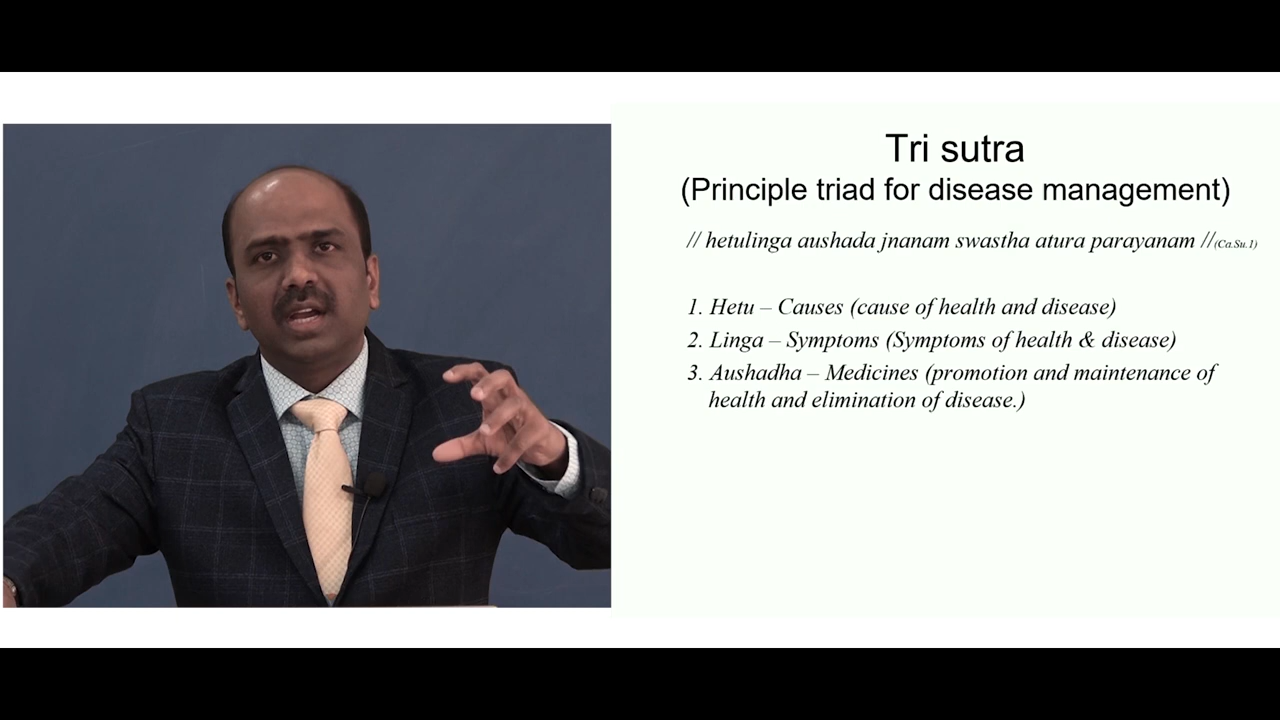 Tri sutra
(Principle triad for disease management)
// hetulinga aushada jnanam swastha atura parayanam //(Ca.Su.1)
1. Hetu – Causes (cause of health and disease)
2. Linga – Symptoms (Symptoms of health & disease)
3. Aushadha – Medicines (promotion and maintenance of
health and elimination of disease.)